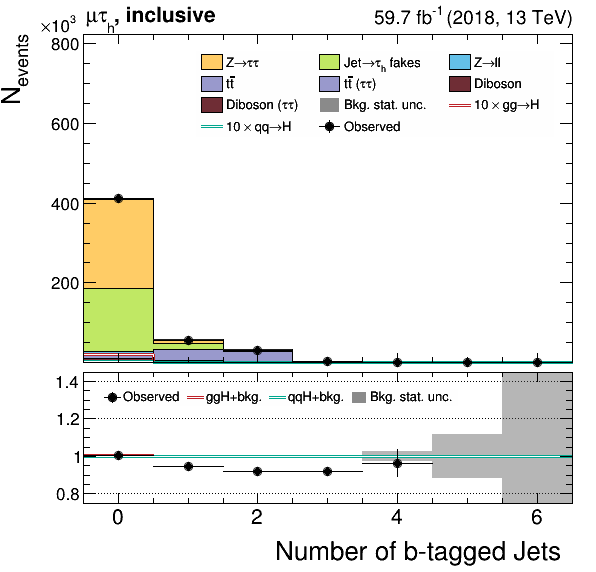 ×10³ μτₕ, inclusive 59.7 fb⁻¹ (2018, 13 TeV)
N_events
800
600
400
200
Z→ττ Jet→τₕ fakes Z→ll
tt̄ tt̄ (ττ) Diboson
Diboson (ττ) Bkg. stat. unc. 10 × gg→H
10 × qq→H Observed
1.4
1.2
1
0.8
Observed ggH+bkg. qqH+bkg. Bkg. stat. unc.
0 2 4 6
Number of b-tagged Jets